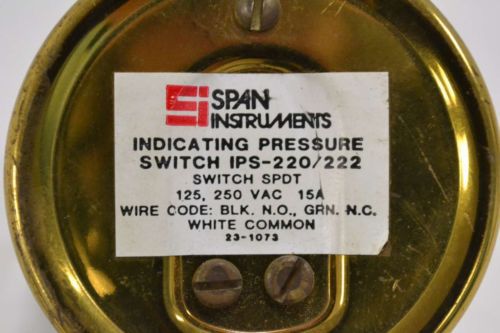 SPAN
INSTRUMENTS
INDICATING PRESSURE
SWITCH IPS-220/222
SWITCH SPDT
125, 250 VAC 15A
WIRE CODE: BLK. N.O., GRN. N.C.
WHITE COMMON
23-1073